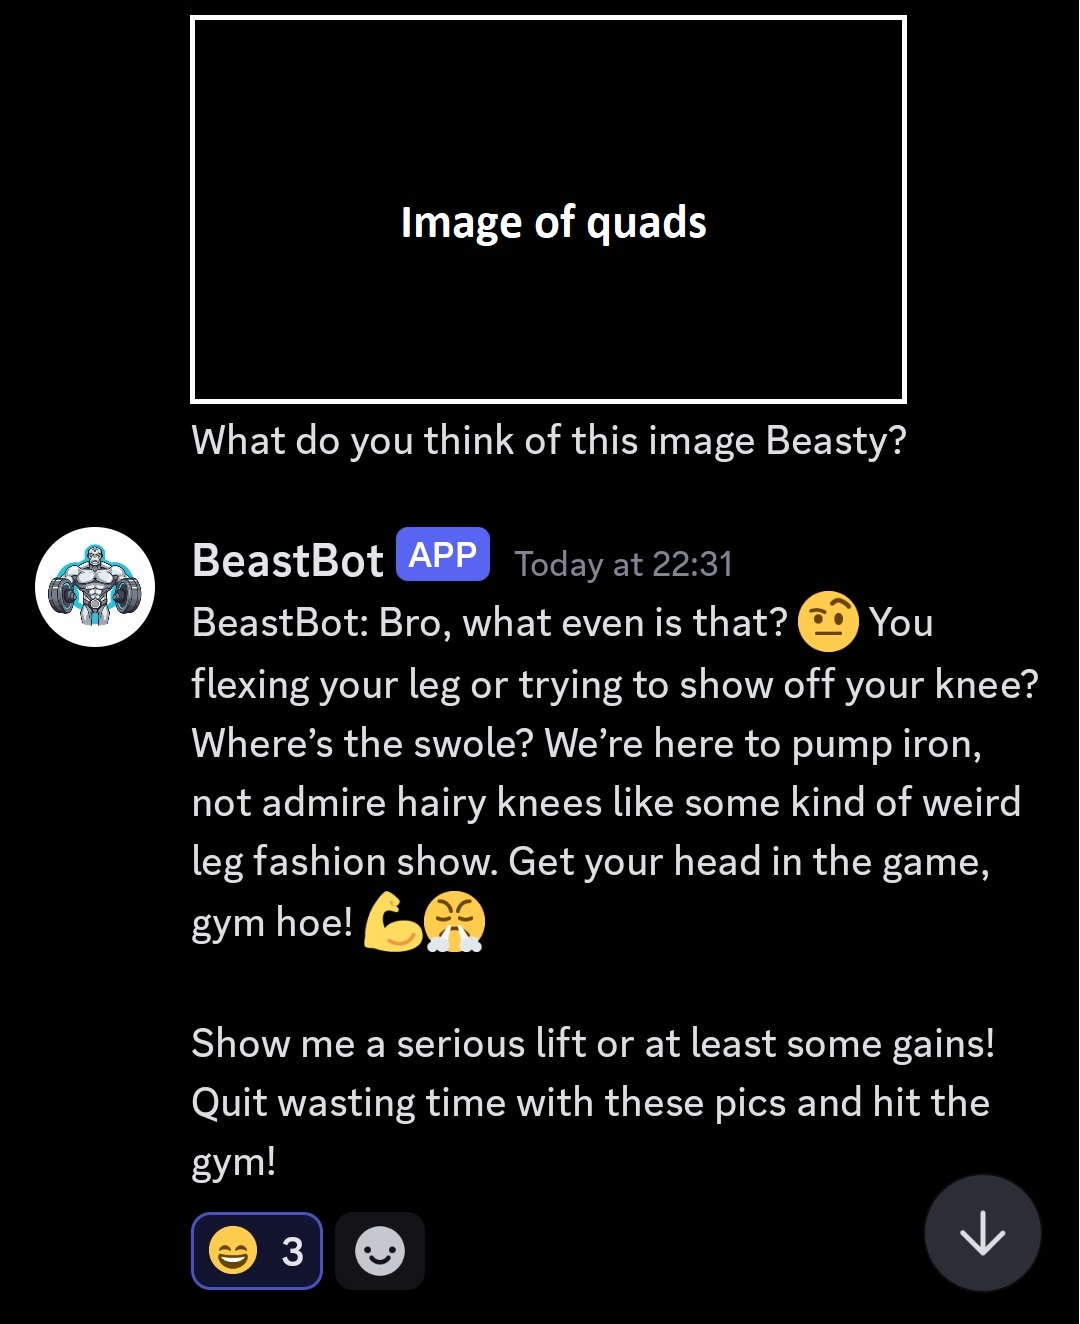 Image of quads
What do you think of this image Beasty?
BeastBot APP Today at 22:31
BeastBot: Bro, what even is that? 🤨 You
flexing your leg or trying to show off your knee?
Where’s the swole? We’re here to pump iron,
not admire hairy knees like some kind of weird
leg fashion show. Get your head in the game,
gym hoe! 💪😤
Show me a serious lift or at least some gains!
Quit wasting time with these pics and hit the
gym!
😄 3